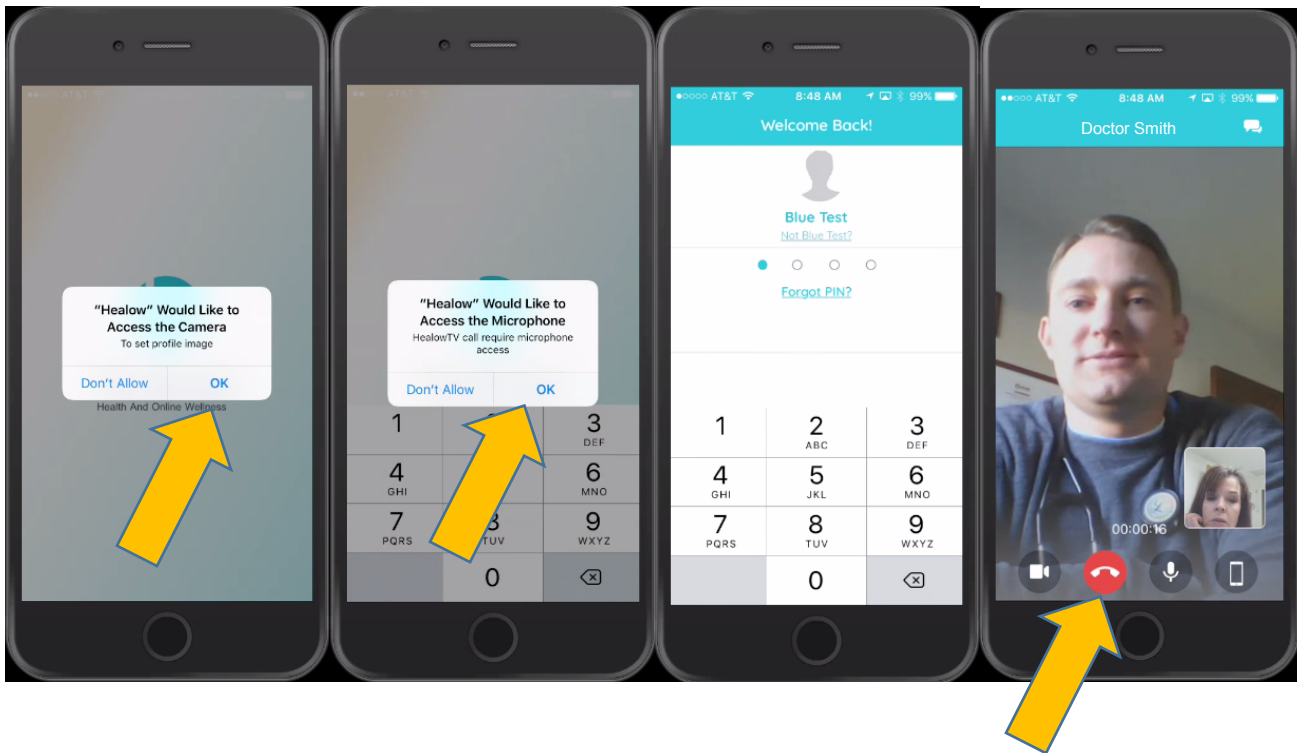 "Healow" Would Like to
Access the Camera
To set profile image
Don't Allow
OK
Health And Online Wellness
"Healow" Would Like to
Access the Microphone
HealowTV call require microphone
access
Don't Allow
OK
1
3
DEF
4
GHI
6
MNO
7
PQRS
8
TUV
9
WXYZ
0
●○○○○ AT&T 8:48 AM 99%
Welcome Back!
Blue Test
Not Blue Test?
Forgot PIN?
1
2
ABC
3
DEF
4
GHI
5
JKL
6
MNO
7
PQRS
8
TUV
9
WXYZ
0
●●○○○ AT&T 8:48 AM 99%
Doctor Smith
00:00:16